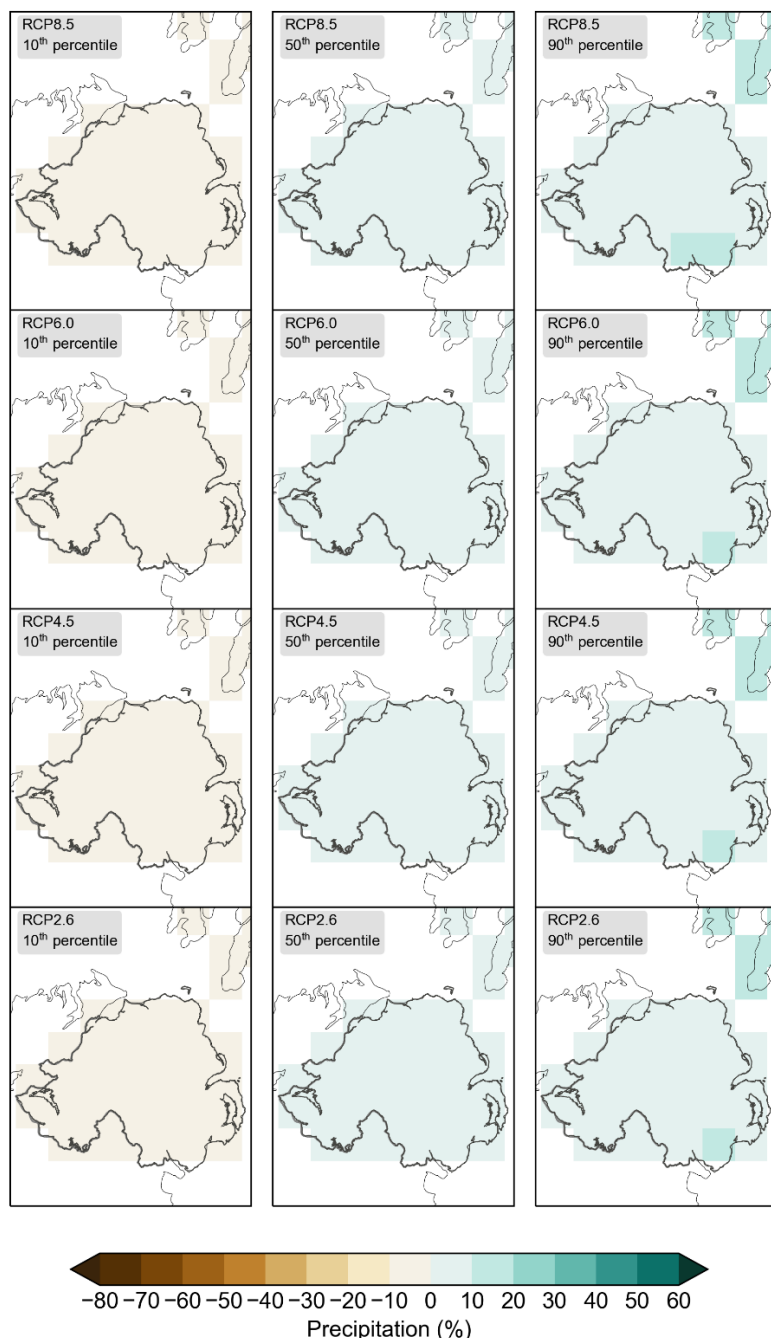 RCP8.5
10th percentile
RCP8.5
50th percentile
RCP8.5
90th percentile
RCP6.0
10th percentile
RCP6.0
50th percentile
RCP6.0
90th percentile
RCP4.5
10th percentile
RCP4.5
50th percentile
RCP4.5
90th percentile
RCP2.6
10th percentile
RCP2.6
50th percentile
RCP2.6
90th percentile
−80 −70 −60 −50 −40 −30 −20 −10 0 10 20 30 40 50 60
Precipitation (%)